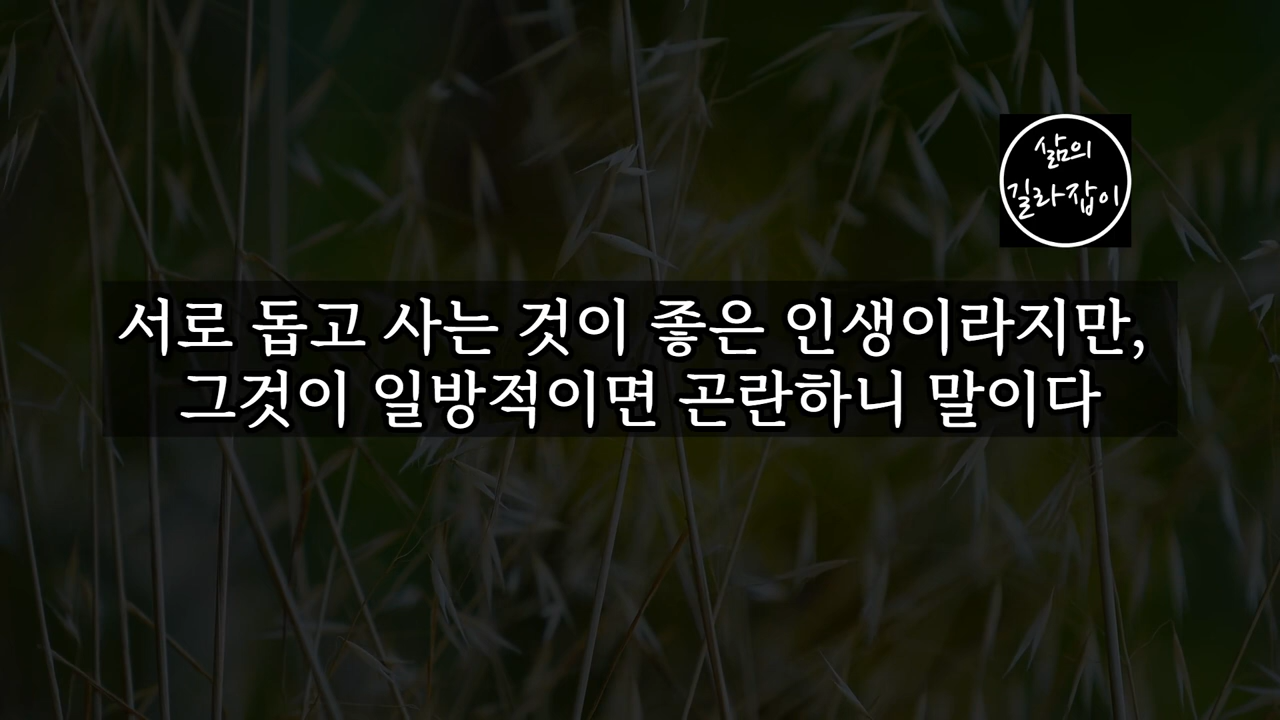 삶의
길라잡이
서로 돕고 사는 것이 좋은 인생이라지만,
그것이 일방적이면 곤란하니 말이다